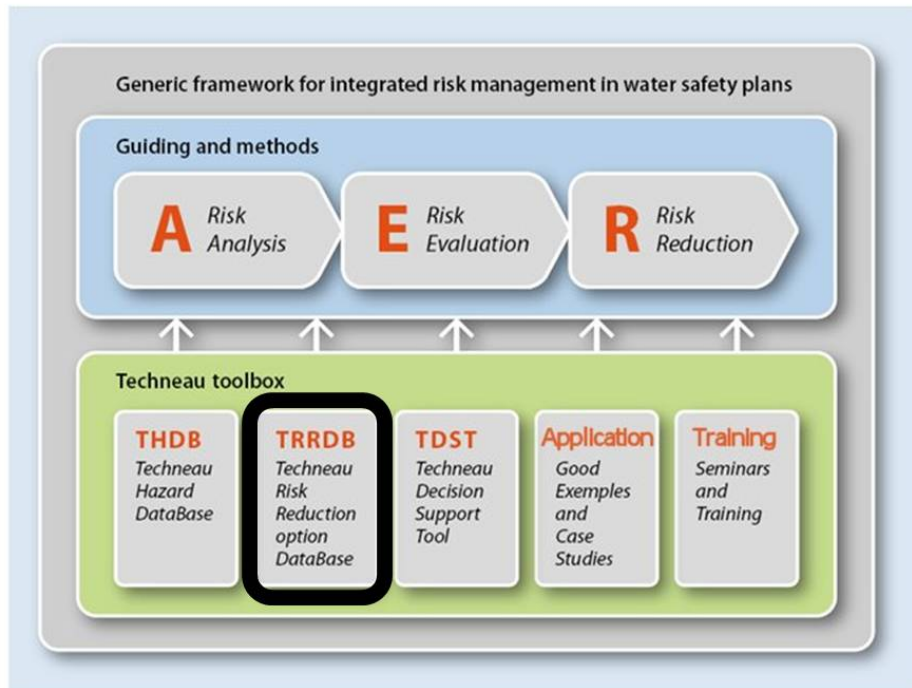 Generic framework for integrated risk management in water safety plans
Guiding and methods
A Risk
Analysis
E Risk
Evaluation
R Risk
Reduction
Techneau toolbox
THDB
Techneau
Hazard
DataBase
TRRDB
Techneau
Risk
Reduction
option
DataBase
TDST
Techneau
Decision
Support
Tool
Application
Good
Exemples
and
Case
Studies
Training
Seminars
and
Training